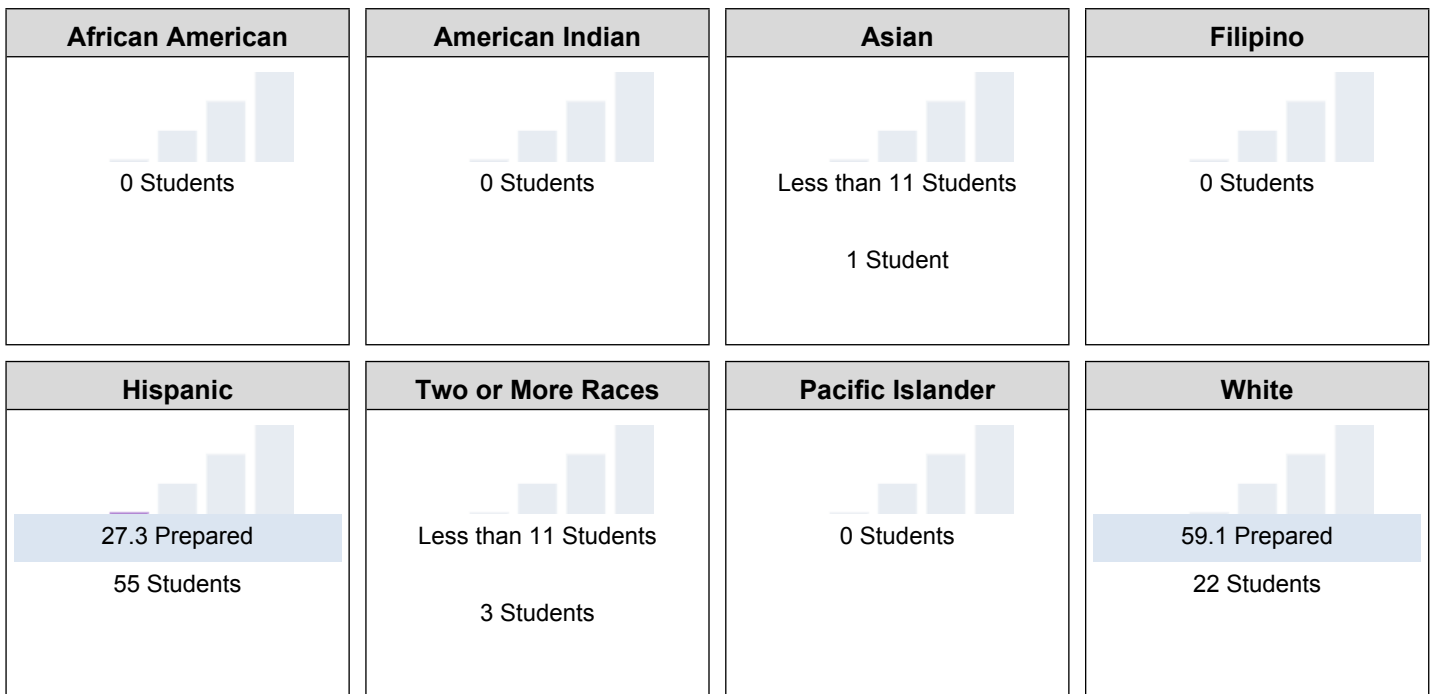 African American
American Indian
Asian
Filipino
0 Students
0 Students
Less than 11 Students
1 Student
0 Students
Hispanic
Two or More Races
Pacific Islander
White
27.3 Prepared
55 Students
Less than 11 Students
3 Students
0 Students
59.1 Prepared
22 Students